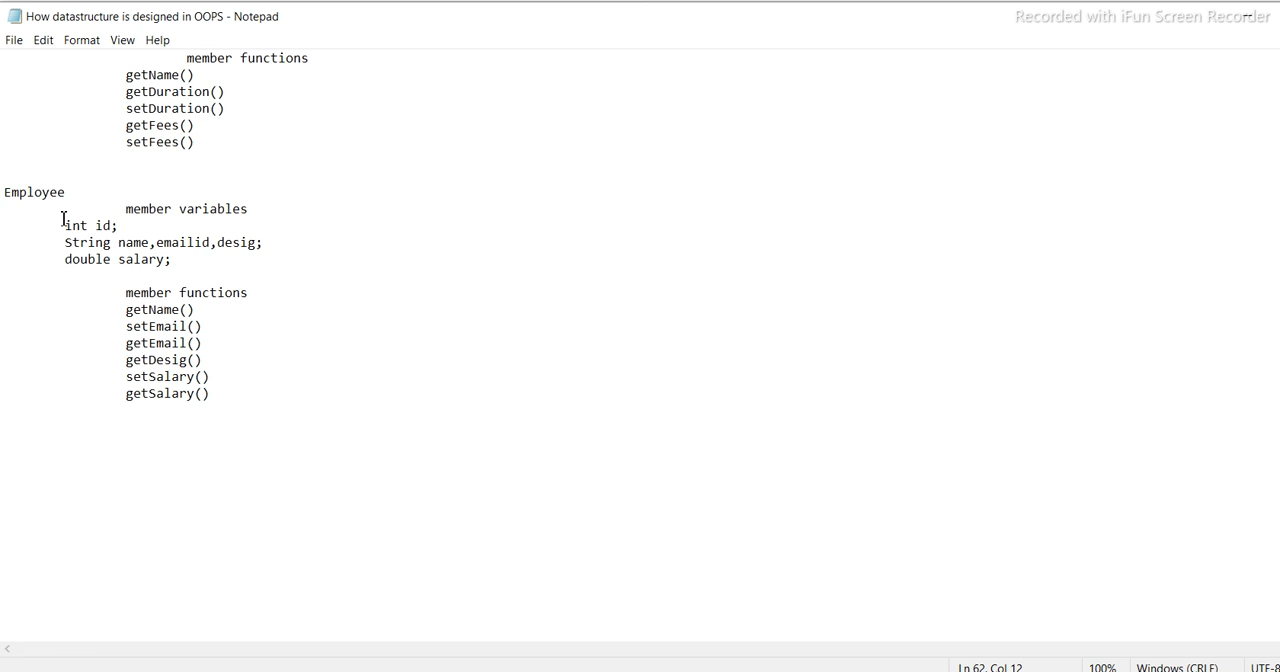 How datastructure is designed in OOPS - Notepad
Recorded with iFun Screen Recorder
File Edit Format View Help
member functions
getName()
getDuration()
setDuration()
getFees()
setFees()
Employee
member variables
int id;
String name,emailid,desig;
double salary;
member functions
getName()
setEmail()
getEmail()
getDesig()
setSalary()
getSalary()
Ln 62, Col 12 100% Windows (CRLF) UTF-8